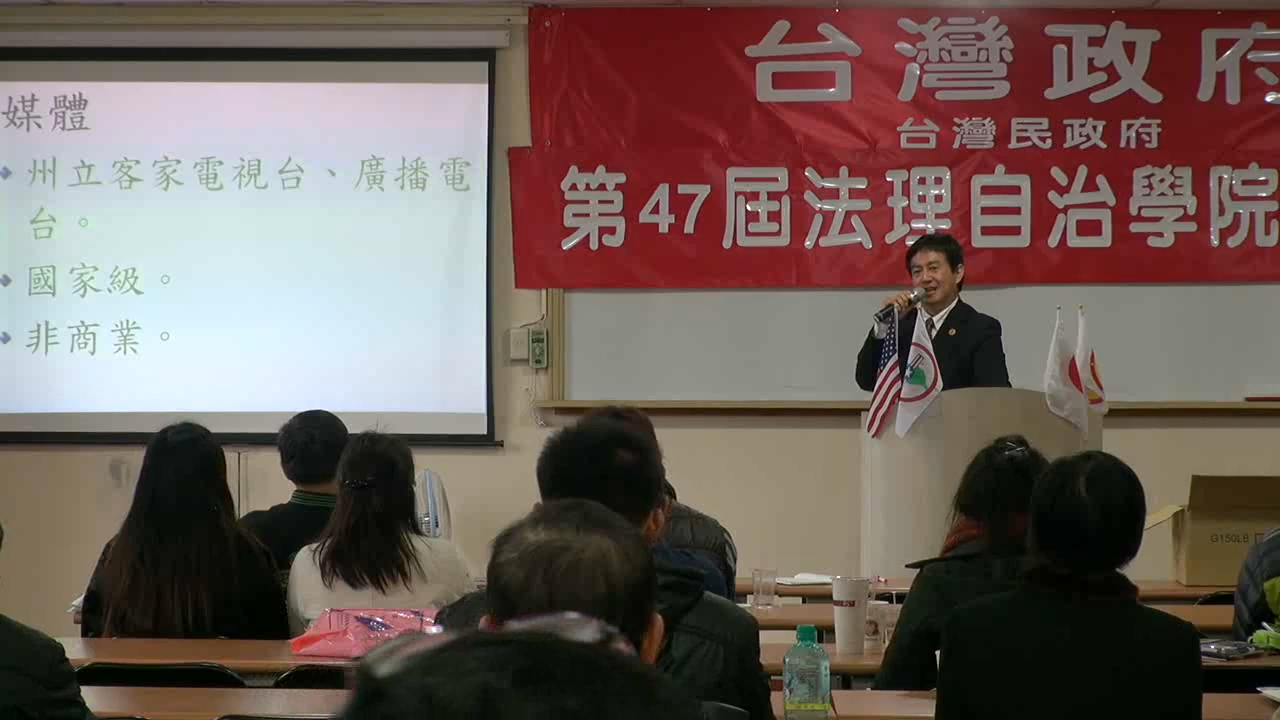 媒體
州立客家電視台、廣播電
台。
國家級。
非商業。
台灣政府
台灣民政府
第47屆法理自治學院
G150LB